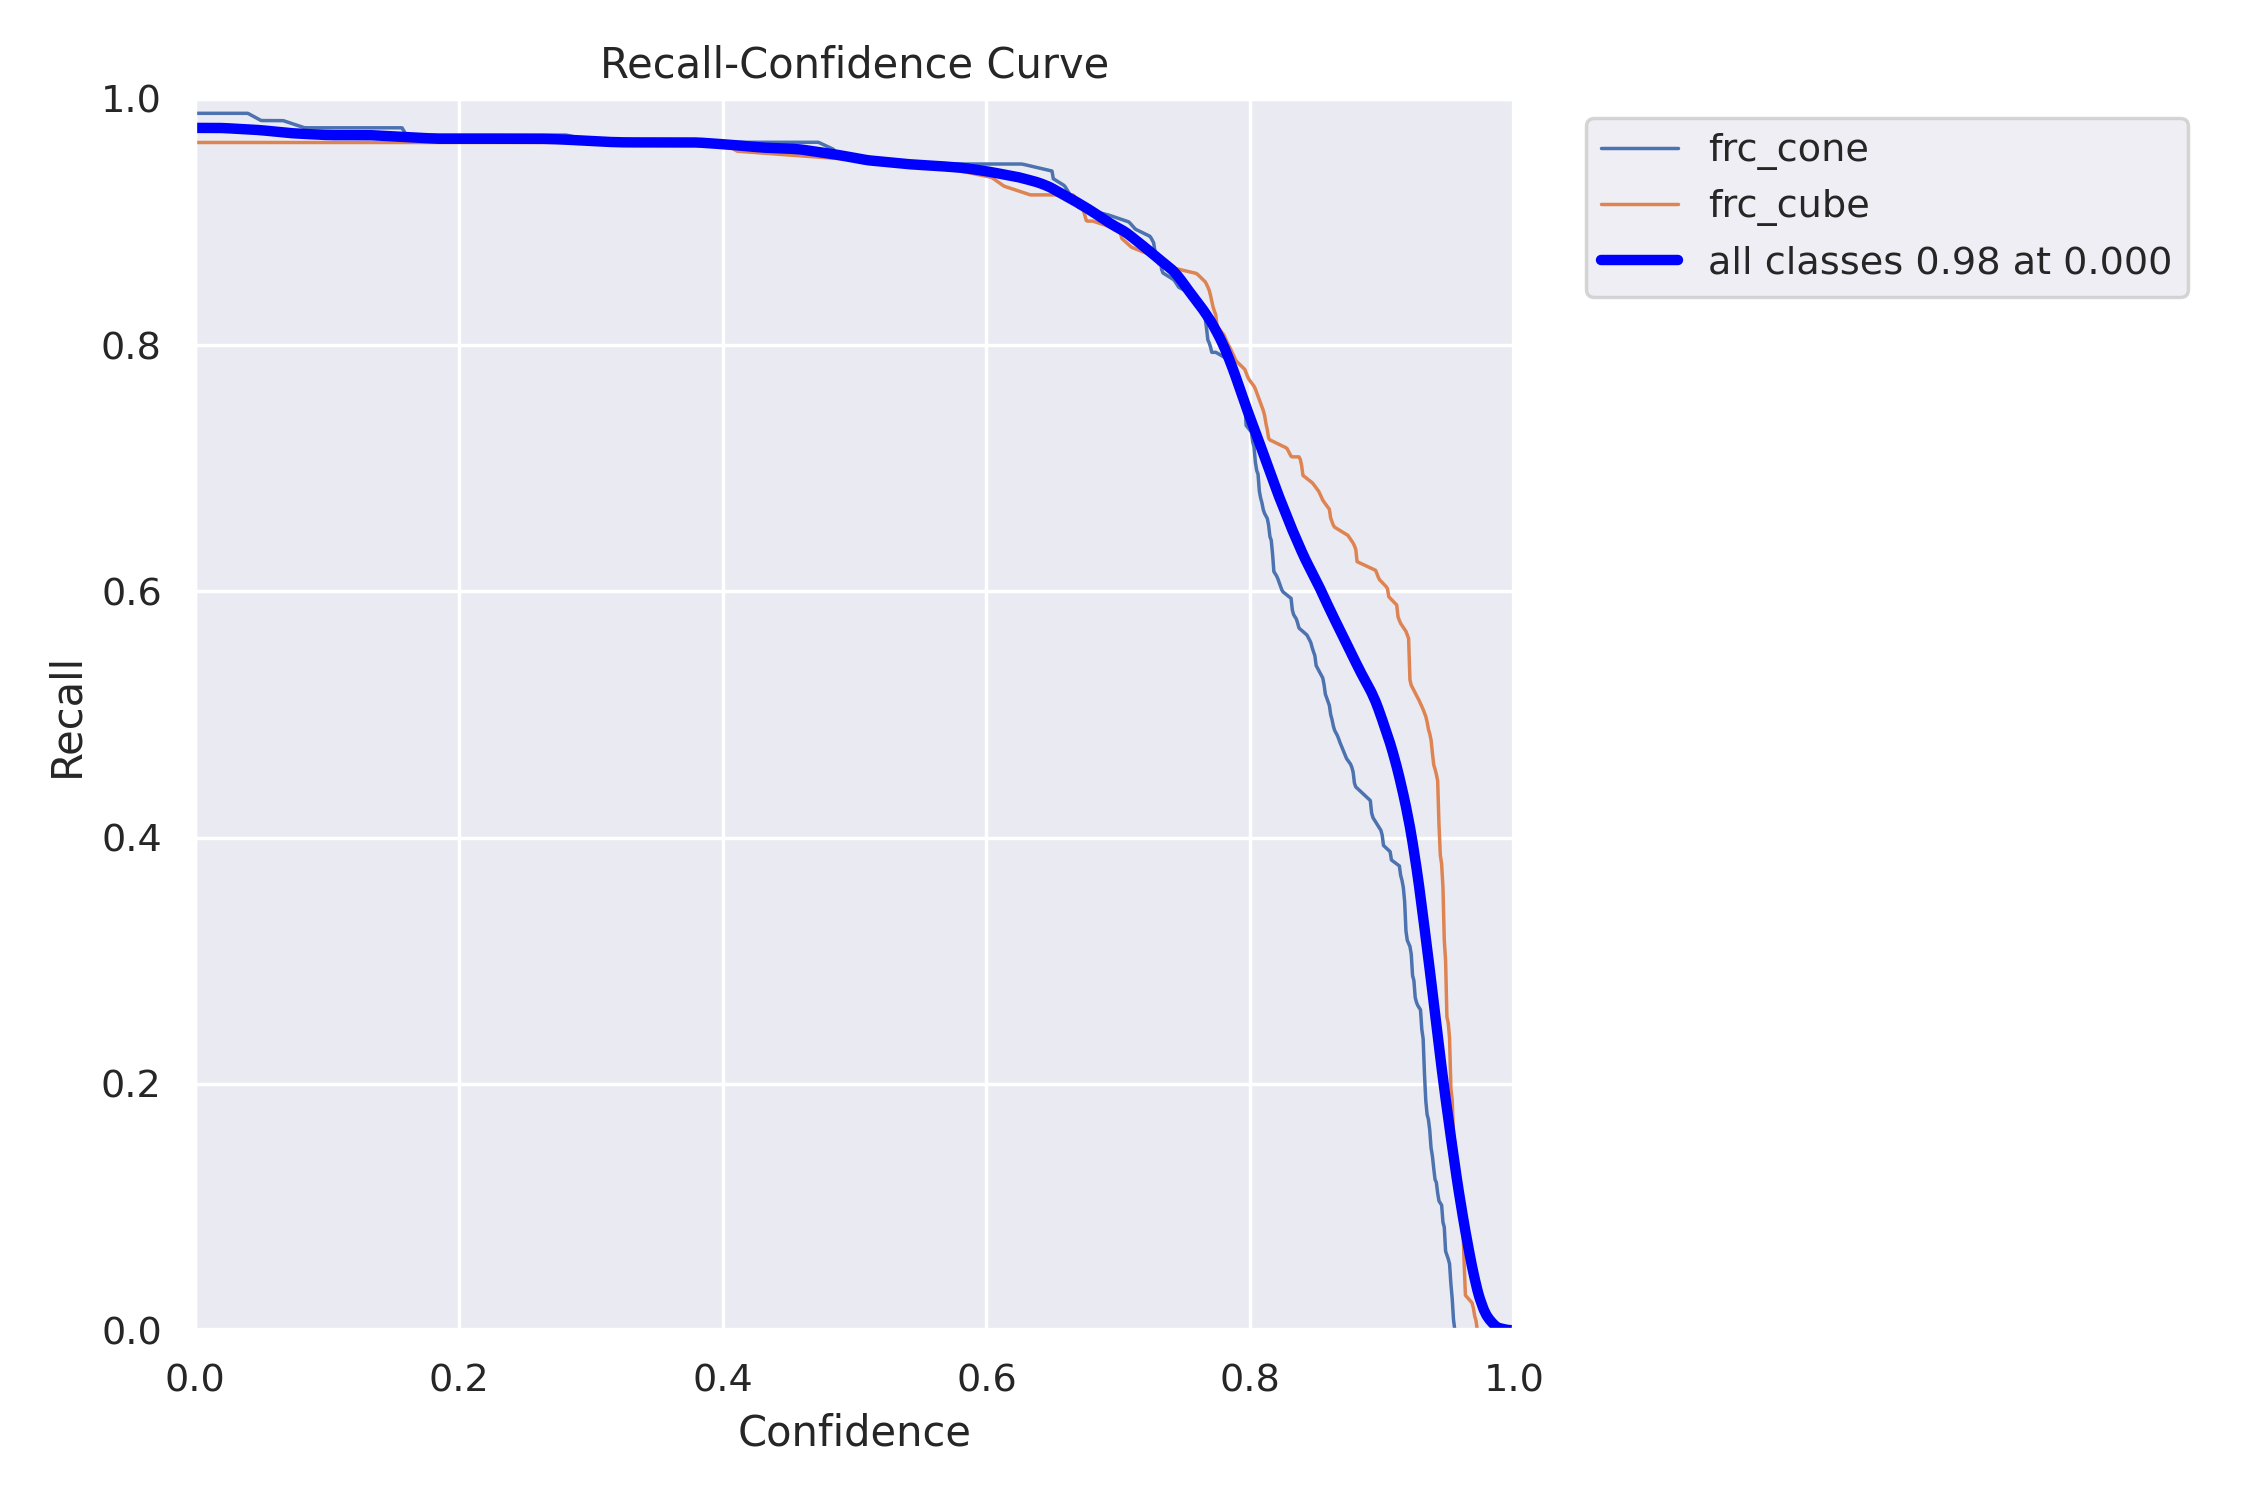 Recall-Confidence Curve
1.0
0.8
0.6
0.4
0.2
0.0
Recall
0.0 0.2 0.4 0.6 0.8 1.0
Confidence
frc_cone
frc_cube
all classes 0.98 at 0.000